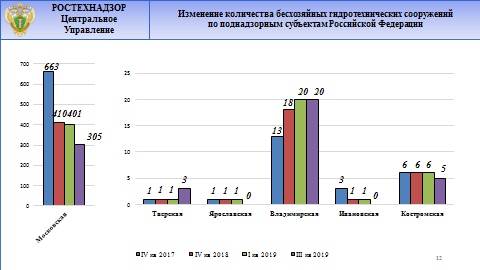 РОСТЕХНАДЗОР
Центральное
Управление
Изменение количества бесхозяйных гидротехнических сооружений
по поднадзорным субъектам Российской Федерации
700
600
500
400
300
200
100
0
663
410
401
305
Московская
25
20
15
10
5
0
1 1 1 3
1 1 1 0
13 18 20 20
3 1 1 0
6 6 6 5
Тверская
Ярославская
Владимирская
Ивановская
Костромская
IV кв 2017
IV кв 2018
I кв 2019
III кв 2019
12